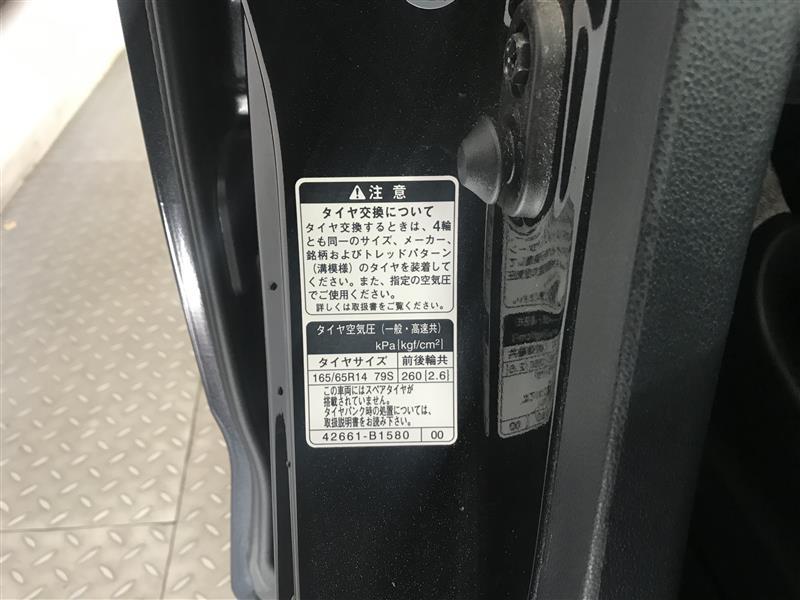 ⚠注 意
タイヤ交換について
タイヤ交換するときは、4輪
とも同一のサイズ、メーカー、
銘柄およびトレッドパターン
(溝模様)のタイヤを装着して
ください。また、指定の空気圧
でご使用ください。
詳しくは取扱書をご覧ください。
タイヤ空気圧 (一般・高速共)
kPa[kgf/cm²]
タイヤサイズ 前後輪共
165/65R14 79S 260[2.6]
この車両にはスペアタイヤが
搭載されていません。
タイヤパンク時の処置については、
取扱説明書をお読み下さい。
42661-B1580 00